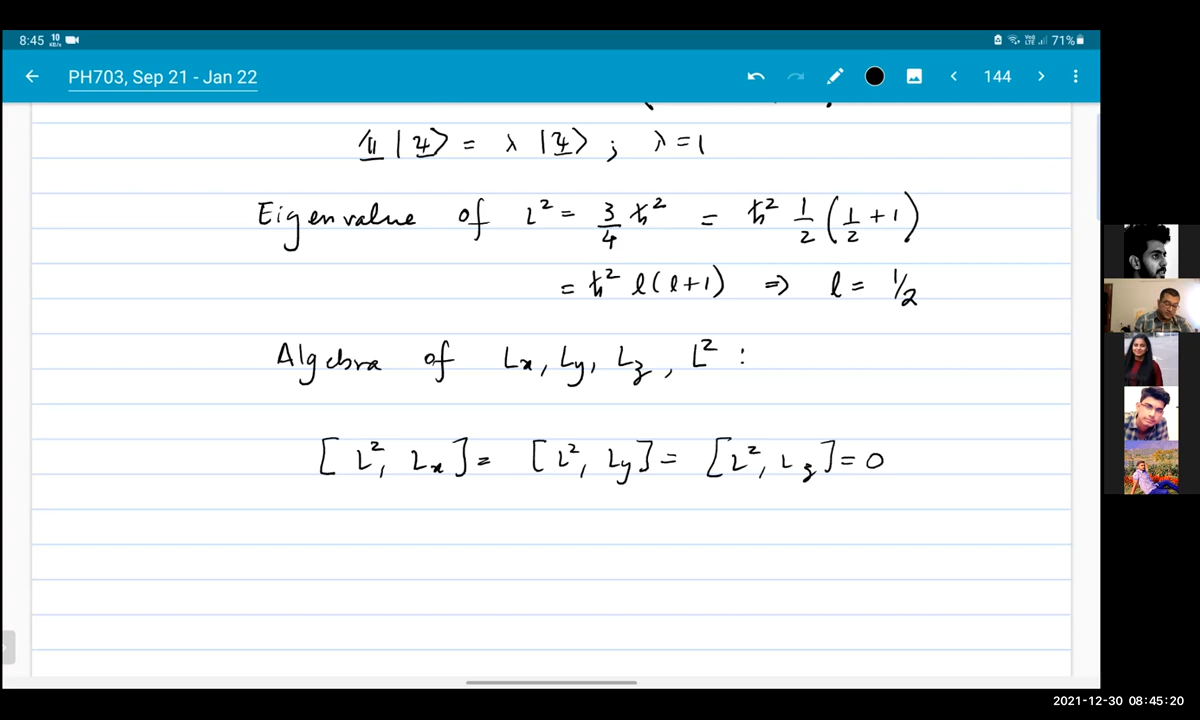 8:45 10 KB/s 71%
PH703, Sep 21 - Jan 22 144
𝟙 |Ψ⟩ = λ |Ψ⟩ ; λ = 1
Eigenvalue of L² = 3/4 ħ² = ħ² 1/2 (1/2 + 1)
= ħ² l(l+1) ⇒ l = 1/2
Algebra of Lx, Ly, Lz, L² :
[L², Lx] = [L², Ly] = [L², Lz] = 0
2021-12-30 08:45:20